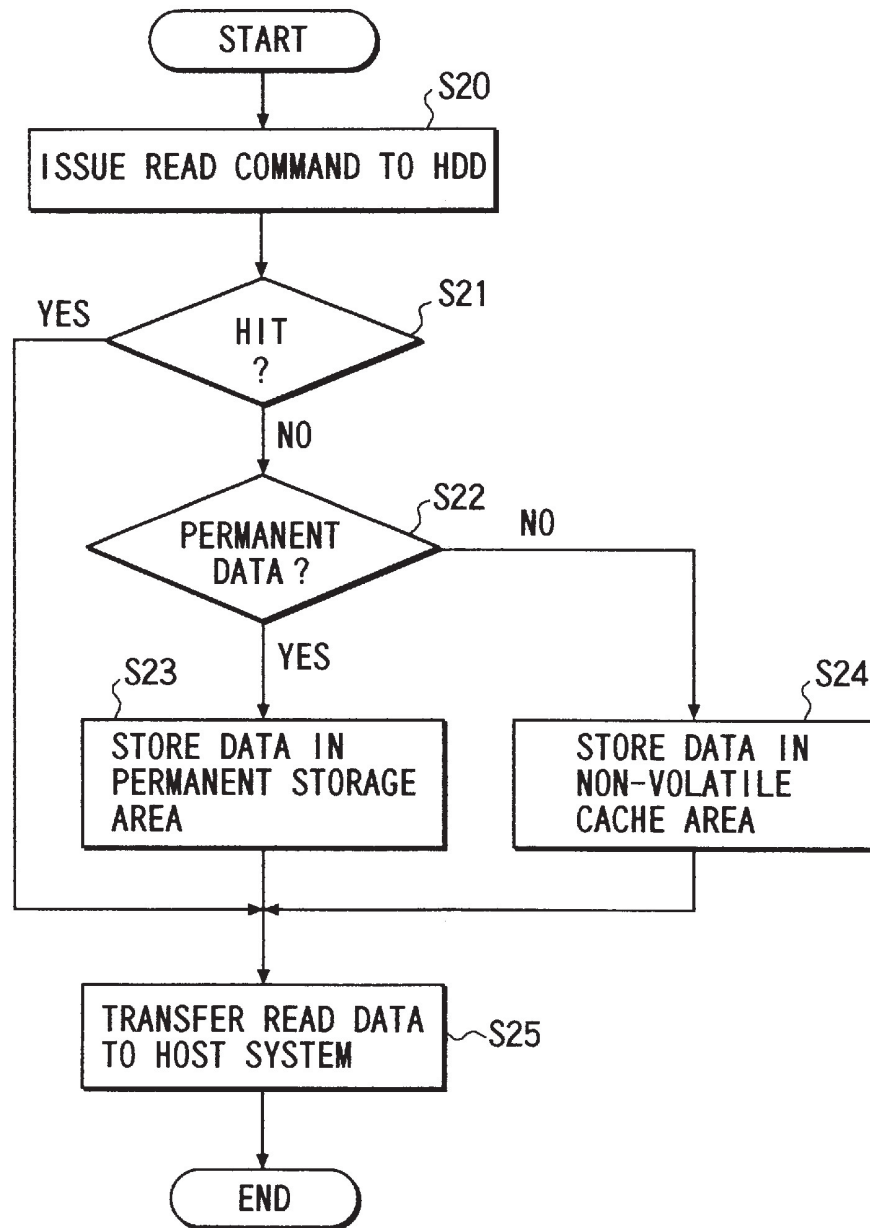 START
S20
ISSUE READ COMMAND TO HDD
S21
YES
HIT
?
NO
S22
NO
PERMANENT
DATA?
YES
S23
S24
STORE DATA IN
PERMANENT STORAGE
AREA
STORE DATA IN
NON-VOLATILE
CACHE AREA
TRANSFER READ DATA
TO HOST SYSTEM
S25
END